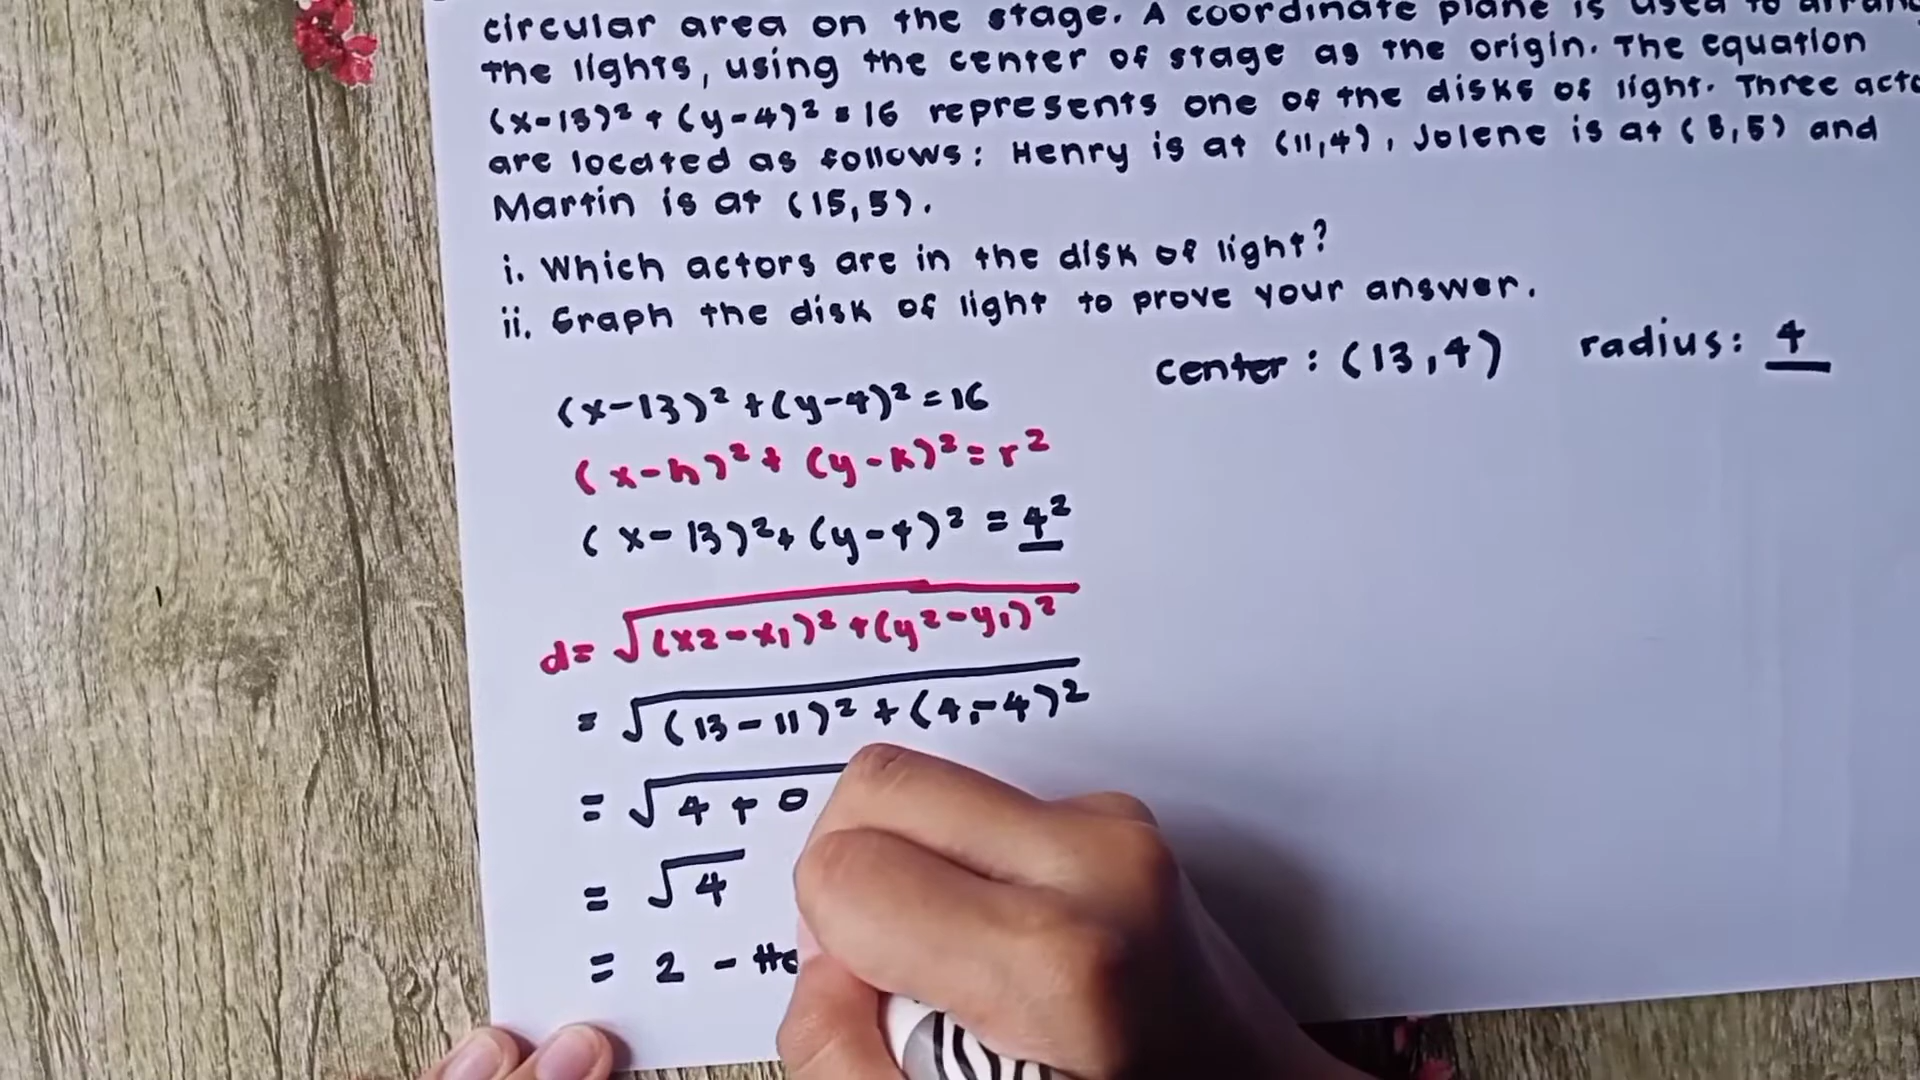 circular area on the stage. A coordinate plane is used to arrang
the lights, using the center of stage as the origin. The equation
(x-13)² + (y-4)² = 16 represents one of the disks of light. Three acto
are located as follows: Henry is at (11,4), Jolene is at (8,5) and
Martin is at (15,5).
i. Which actors are in the disk of light?
ii. Graph the disk of light to prove your answer.
center: (13,4) radius: 4
(x-13)² + (y-4)² = 16
(x-h)² + (y-k)² = r²
(x-13)² + (y-4)² = 4²
d = √(x2-x1)² + (y2-y1)²
= √(13-11)² + (4-4)²
= √4+0
= √4
= 2 - He